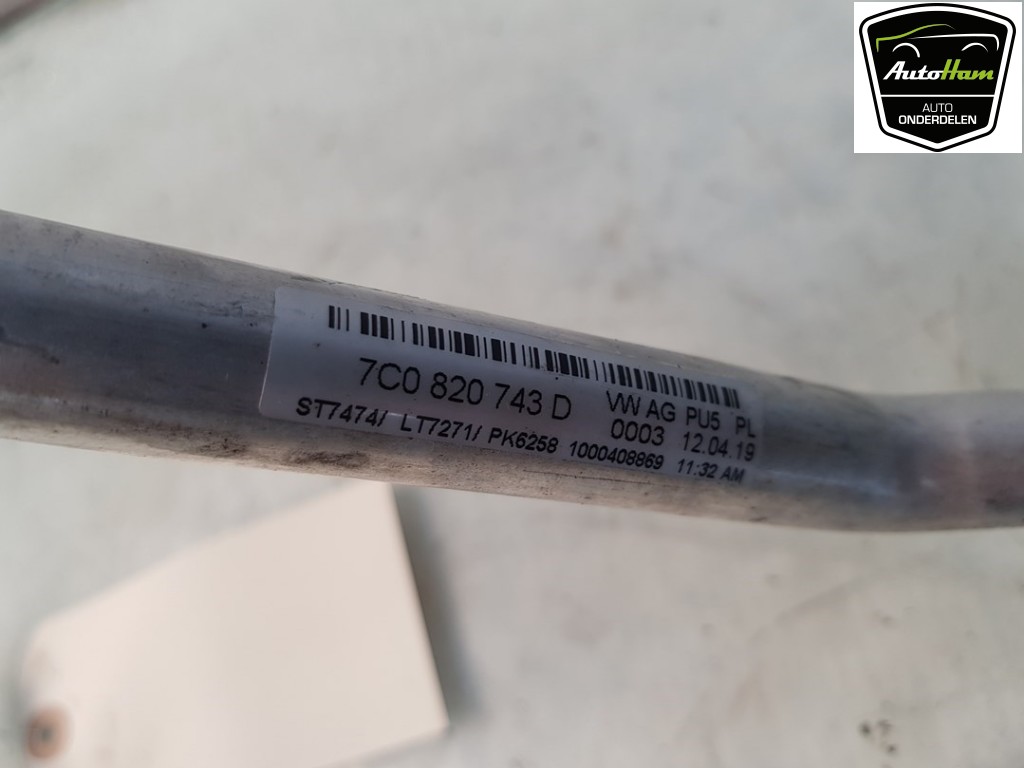 AutoHam
AUTO
ONDERDELEN
7C0 820 743 D VW AG PU5 PL
0003 12.04.19
ST7474/ LT7271/ PK6258 1000408869 11:32 AM